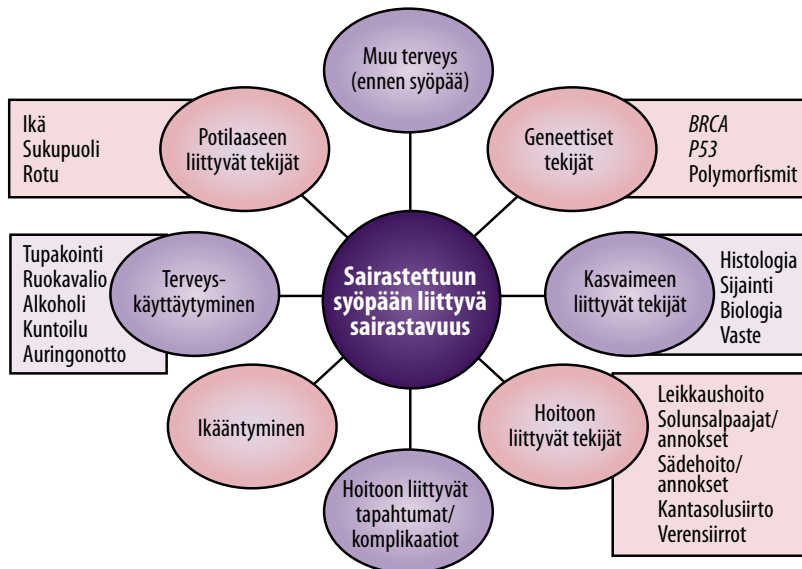 Muu terveys
(ennen syöpää)
Ikä
Sukupuoli
Rotu
Potilaaseen
liittyvät tekijät
Geneettiset
tekijät
BRCA
P53
Polymorfismit
Tupakointi
Ruokavalio
Alkoholi
Kuntoilu
Auringonotto
Terveys-
käyttäytyminen
Sairastettuun
syöpään liittyvä
sairastavuus
Kasvaimeen
liittyvät tekijät
Histologia
Sijainti
Biologia
Vaste
Ikääntyminen
Hoitoon liittyvät
tapahtumat/
komplikaatiot
Hoitoon
liittyvät tekijät
Leikkaushoito
Solunsalpaajat/
annokset
Sädehoito/
annokset
Kantasolusiirto
Verensiirrot